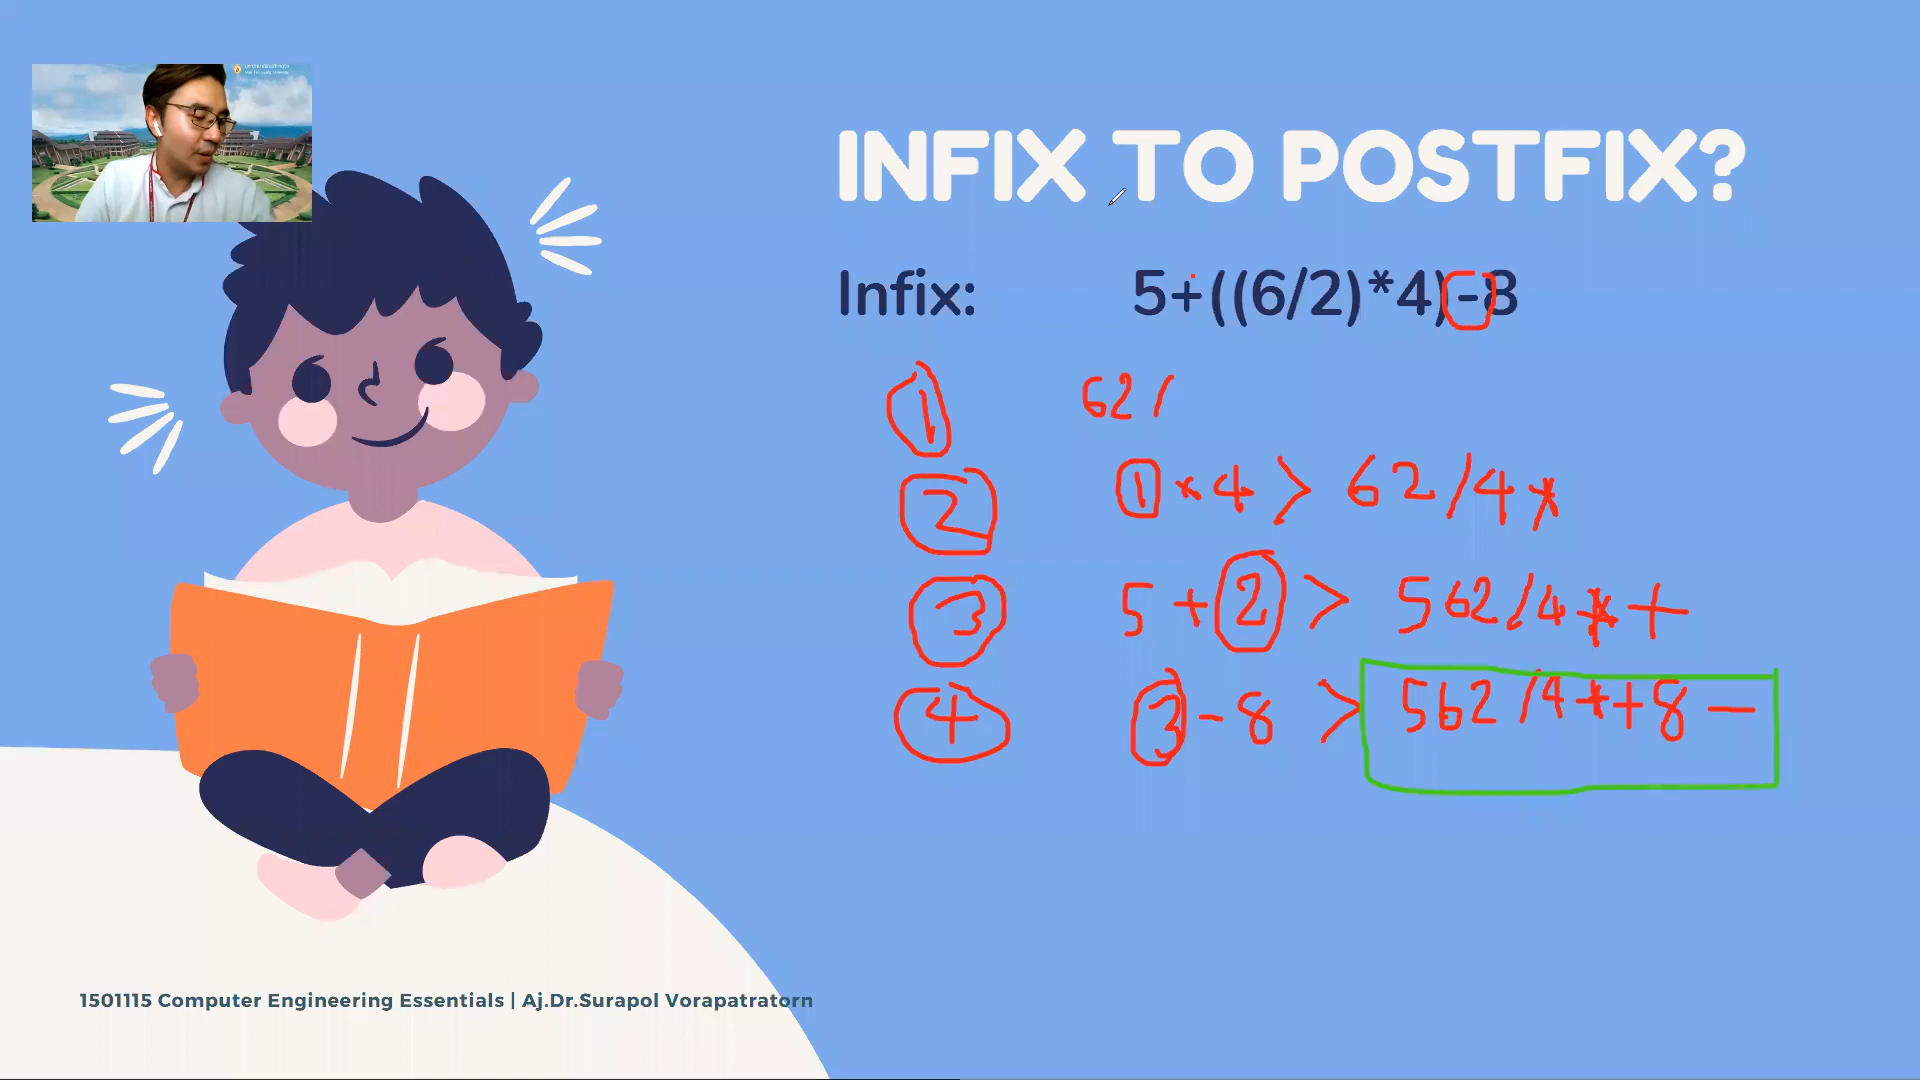 INFIX TO POSTFIX?
Infix: 5+((6/2)*4)-8
1 62/
2 1 * 4 > 62/4*
3 5 + 2 > 562/4*+
4 3 - 8 > 562/4*+8-
1501115 Computer Engineering Essentials | Aj.Dr.Surapol Vorapatratorn